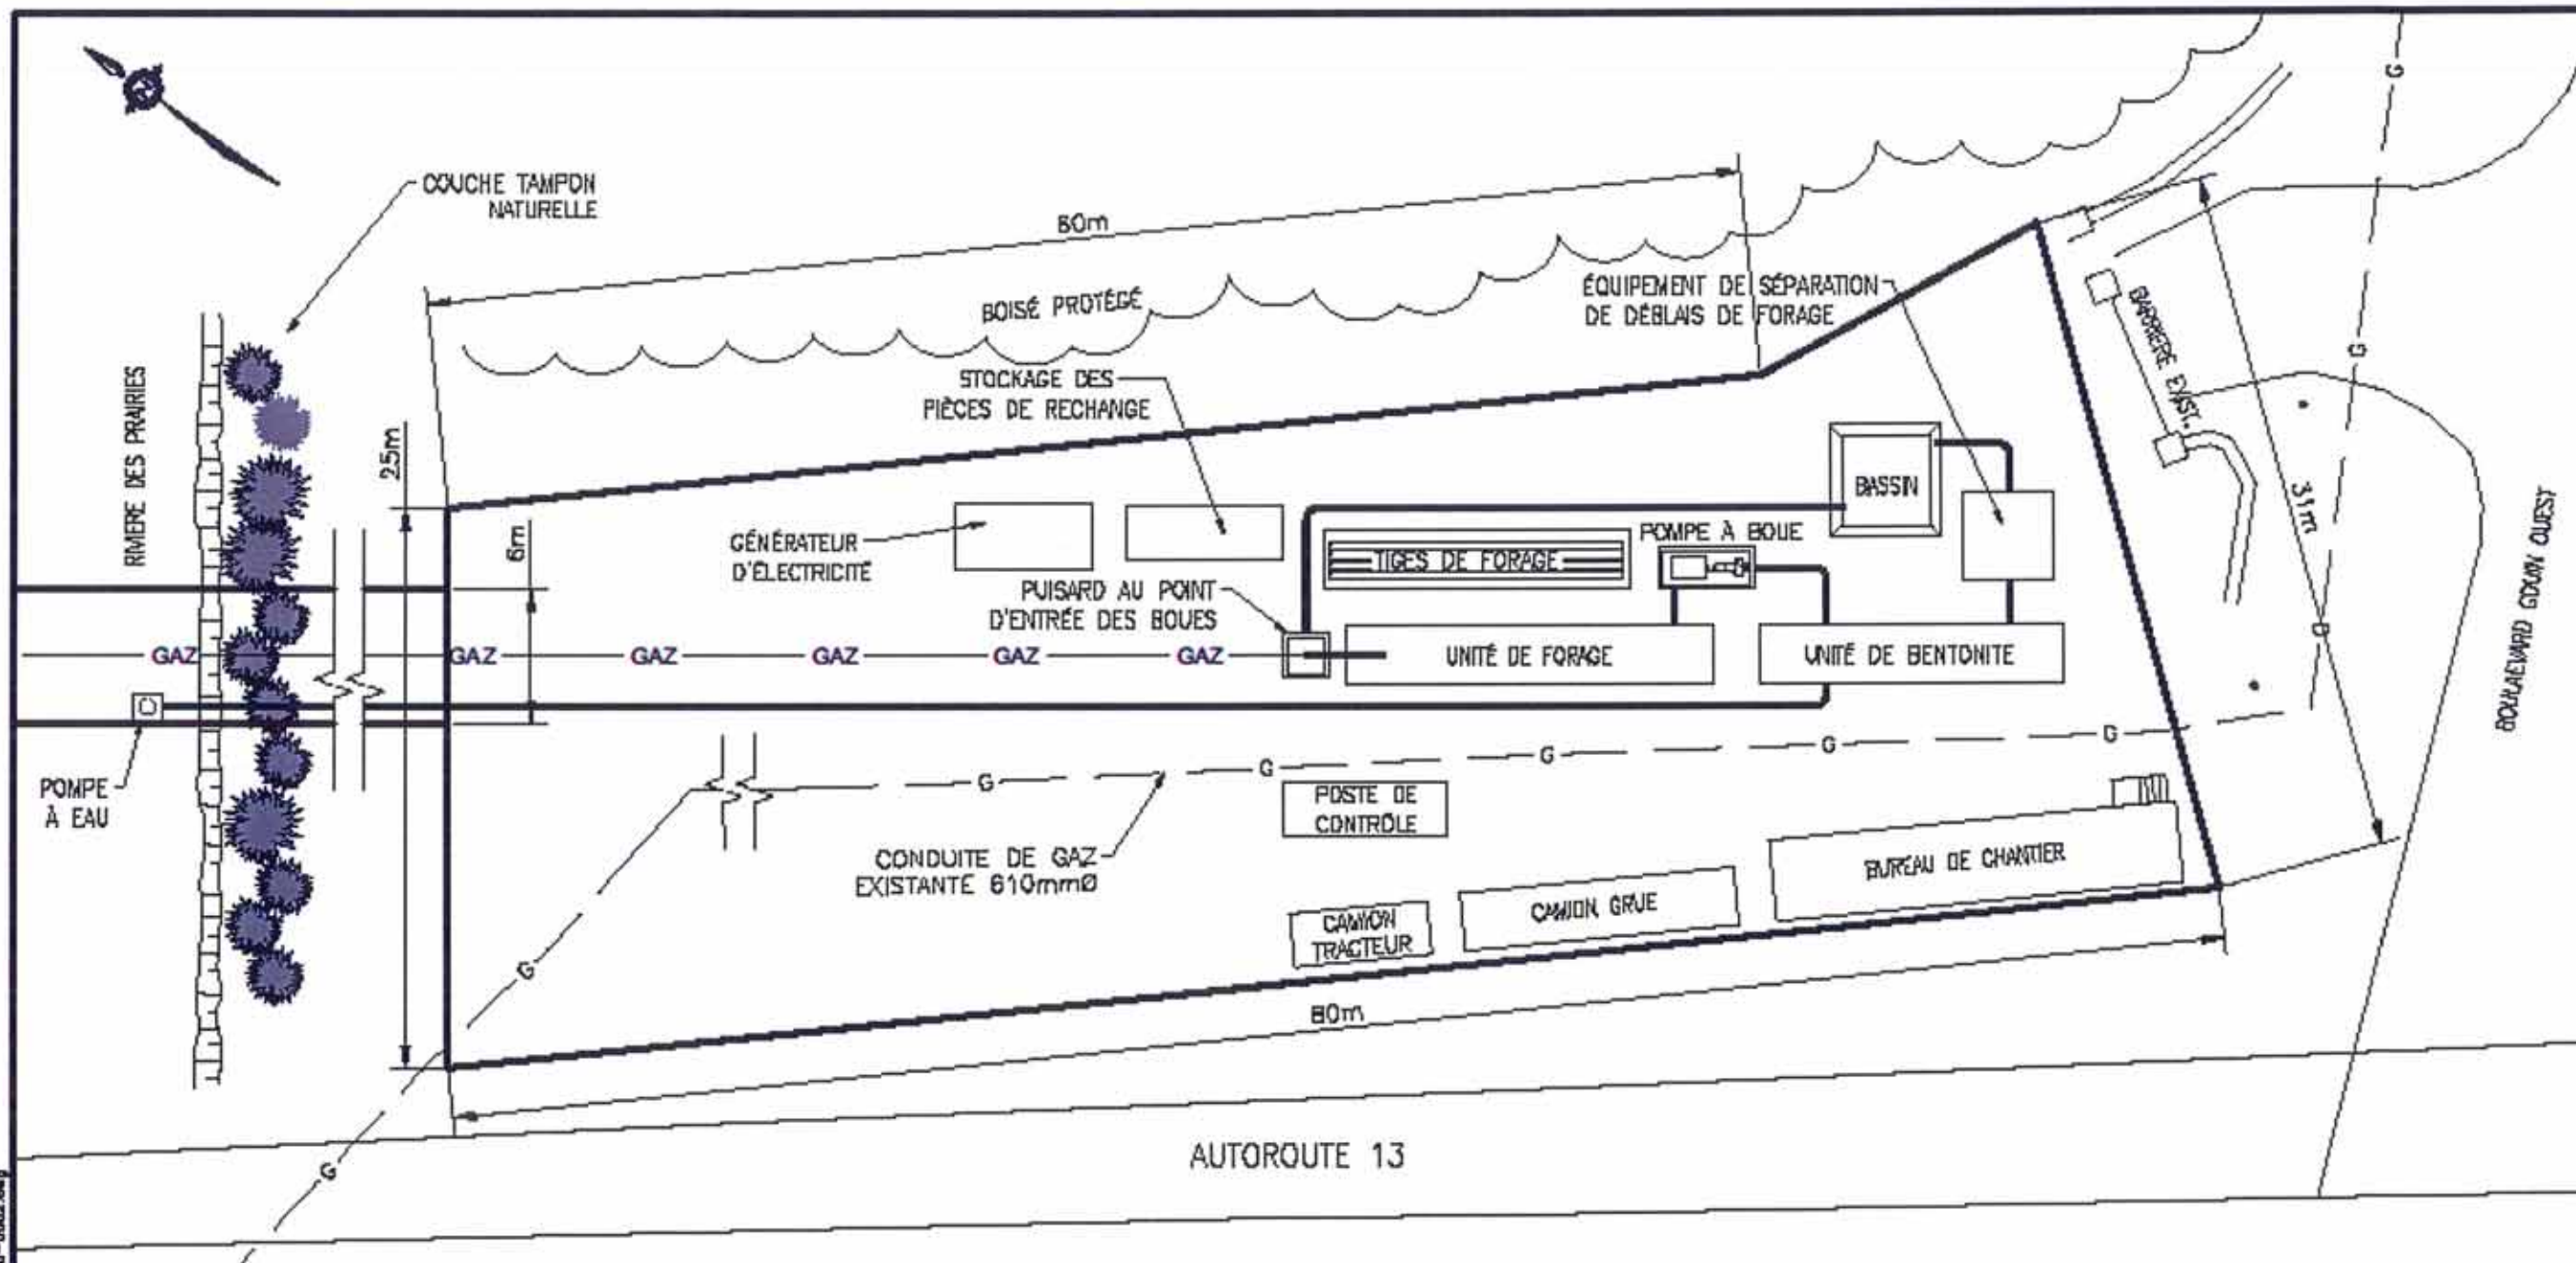 COUCHE TAMPON
NATURELLE
60m
BOISÉ PROTÉGÉ
ÉQUIPEMENT DE SÉPARATION
DE DÉBLAIS DE FORAGE
BARRIERE EXIST.
G
G
G
31m
BOULAEVARD GOUIN OUEST
RIVIERE DES PRAIRIES
25m
6m
STOCKAGE DES
PIÈCES DE RECHANGE
BASSIN
GÉNÉRATEUR
D'ÉLECTRICITÉ
TIGES DE FORAGE
POMPE À BOUE
PUISARD AU POINT
D'ENTRÉE DES BOUES
GAZ
GAZ
GAZ
GAZ
GAZ
GAZ
UNITÉ DE FORAGE
UNITÉ DE BENTONITE
POMPE
À EAU
G
G
G
G
G
POSTE DE
CONTRÔLE
CONDUITE DE GAZ
EXISTANTE 610mmØ
BUREAU DE CHANTIER
CAMION GRUE
CAMION
TRACTEUR
G
80m
G
AUTOROUTE 13